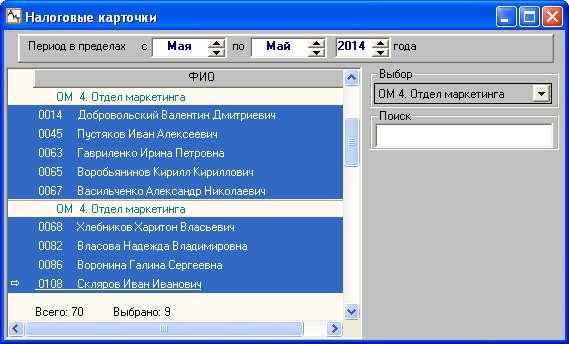 Налоговые карточки
Период в пределах с Мая по Май 2014 года
ФИО
ОМ 4. Отдел маркетинга
0014 Добровольский Валентин Дмитриевич
0045 Пустяков Иван Алексеевич
0063 Гавриленко Ирина Петровна
0065 Воробьянинов Кирилл Кириллович
0067 Васильченко Александр Николаевич
ОМ 4. Отдел маркетинга
0068 Хлебников Харитон Власьевич
0082 Власова Надежда Владимировна
0086 Воронина Галина Сергеевна
0108 Скляров Иван Иванович
Всего: 70 Выбрано: 9
Выбор
ОМ 4. Отдел маркетинга
Поиск